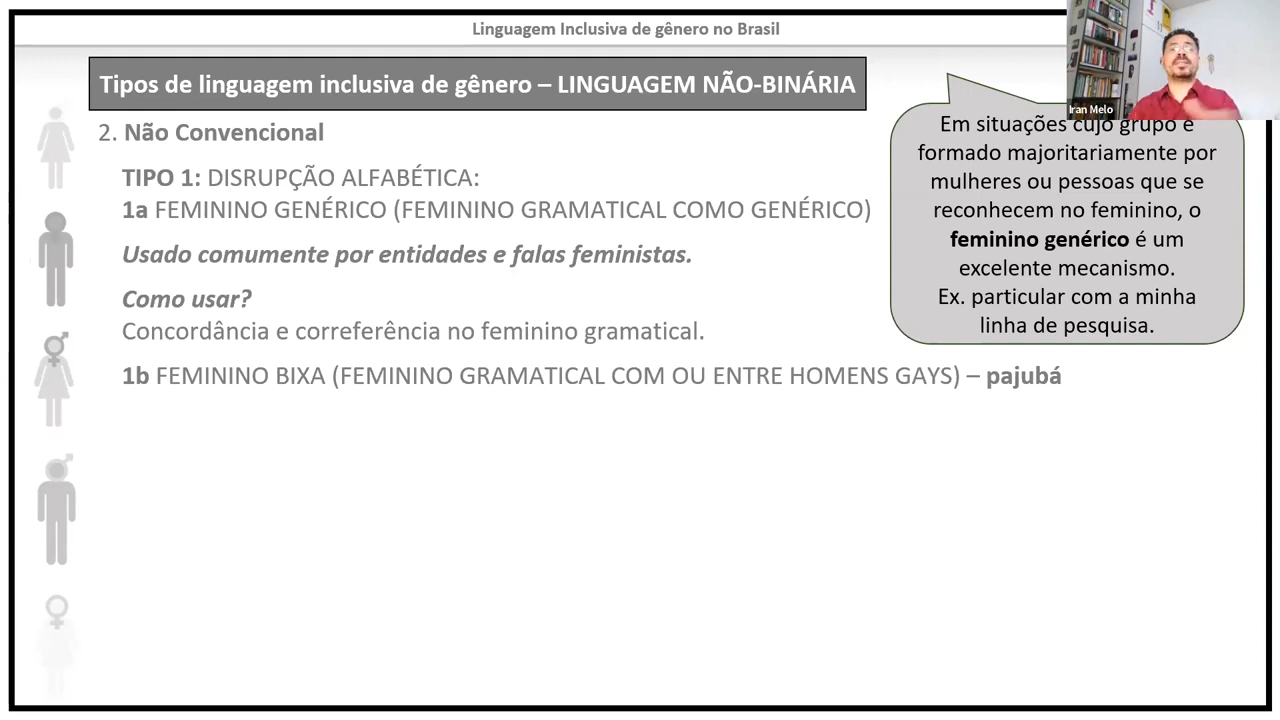 Linguagem Inclusiva de gênero no Brasil
Tipos de linguagem inclusiva de gênero – LINGUAGEM NÃO-BINÁRIA
2. Não Convencional
TIPO 1: DISRUPÇÃO ALFABÉTICA:
1a FEMININO GENÉRICO (FEMININO GRAMATICAL COMO GENÉRICO)
Usado comumente por entidades e falas feministas.
Como usar?
Concordância e correferência no feminino gramatical.
1b FEMININO BIXA (FEMININO GRAMATICAL COM OU ENTRE HOMENS GAYS) – pajubá
Iran Melo
Em situações cujo grupo é
formado majoritariamente por
mulheres ou pessoas que se
reconhecem no feminino, o
feminino genérico é um
excelente mecanismo.
Ex. particular com a minha
linha de pesquisa.